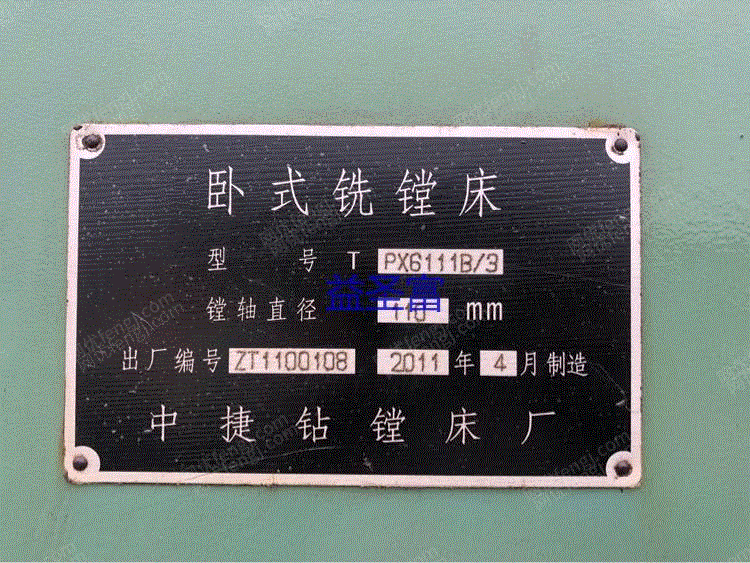 卧式铣镗床
型 号 T PX6111B/3
镗轴直径 110 mm
出厂编号 ZT1100108 2011 年 4 月制造
中捷钻镗床厂